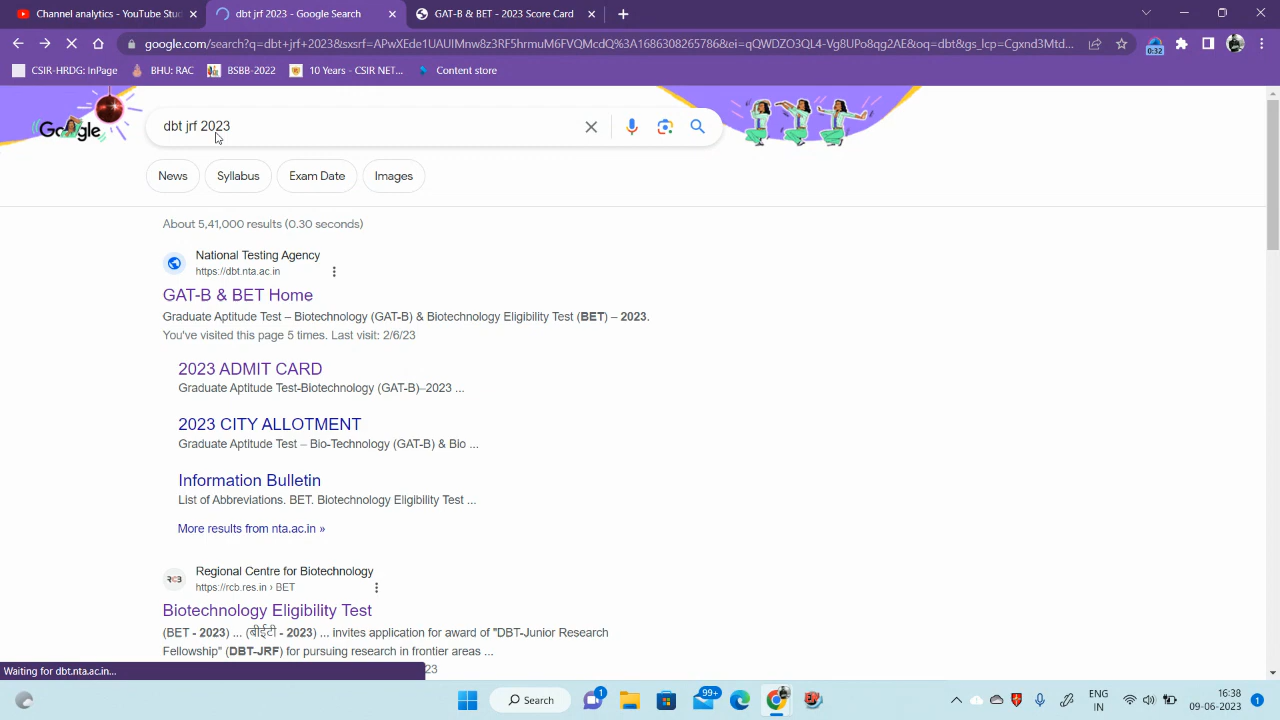 Channel analytics - YouTube Stud
dbt jrf 2023 - Google Search
GAT-B & BET - 2023 Score Card
google.com/search?q=dbt+jrf+2023&sxsrf=APwXEde1UAUIMnw8z3RF5hrmuM6FVQMcdQ%3A1686308265786&ei=qQWDZO3QL4-Vg8UPo8qg2AE&oq=dbt&gs_lcp=Cgxnd3Mtd...
0:32
CSIR-HRDG: InPage
BHU: RAC
BSBB-2022
10 Years - CSIR NET...
Content store
Google
dbt jrf 2023
News
Syllabus
Exam Date
Images
About 5,41,000 results (0.30 seconds)
National Testing Agency
https://dbt.nta.ac.in
GAT-B & BET Home
Graduate Aptitude Test – Biotechnology (GAT-B) & Biotechnology Eligibility Test (BET) – 2023.
You've visited this page 5 times. Last visit: 2/6/23
2023 ADMIT CARD
Graduate Aptitude Test-Biotechnology (GAT-B)–2023 ...
2023 CITY ALLOTMENT
Graduate Aptitude Test – Bio-Technology (GAT-B) & Bio ...
Information Bulletin
List of Abbreviations. BET. Biotechnology Eligibility Test ...
More results from nta.ac.in »
RCB
Regional Centre for Biotechnology
https://rcb.res.in › BET
Biotechnology Eligibility Test
(BET - 2023) ... (बीईटी - 2023) ... invites application for award of "DBT-Junior Research
Fellowship" (DBT-JRF) for pursuing research in frontier areas ...
23
Waiting for dbt.nta.ac.in...
Search
1
99+
ENG
IN
16:38
09-06-2023
1